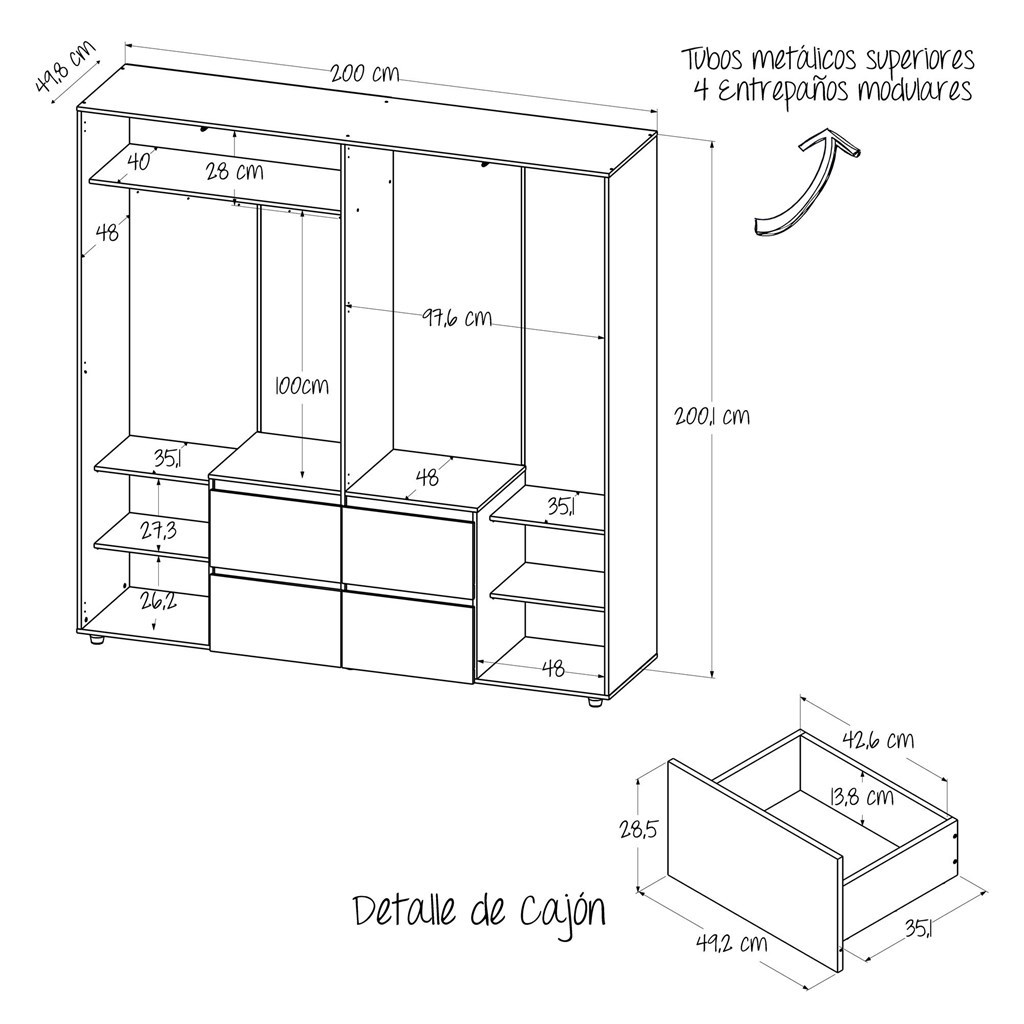 49,8 cm
200 cm
Tubos metálicos superiores
4 Entrepaños modulares
40
28 cm
48
97,6 cm
100cm
200,1 cm
35,1
48
35,1
27,3
26,2
48
42,6 cm
13,8 cm
28,5
Detalle de Cajón
35,1
49,2 cm